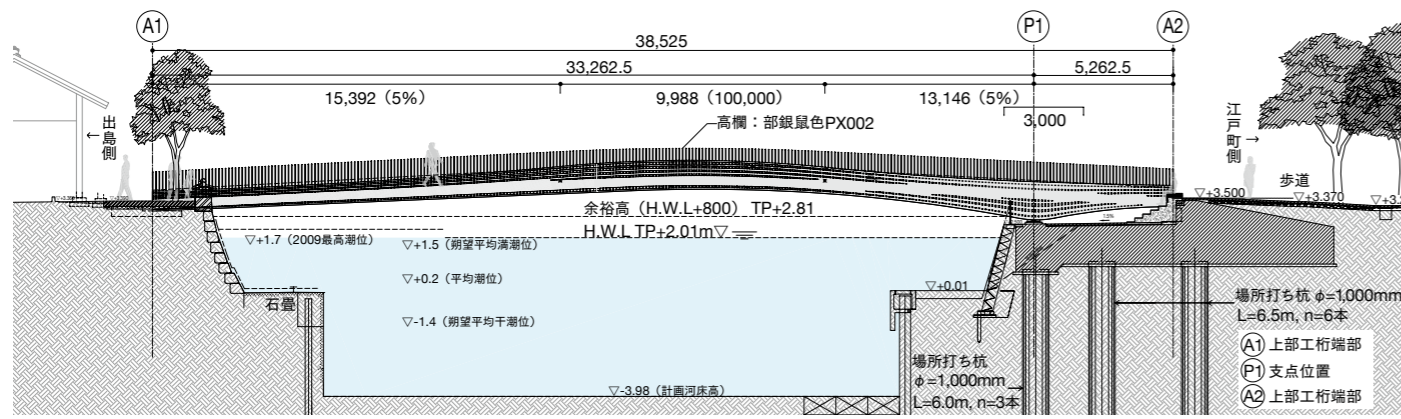 A1
P1
A2
38,525
33,262.5
5,262.5
15,392（5%）
9,988（100,000）
13,146（5%）
3,000
高欄：部銀鼠色PX002
←出島側
江戸町側→
歩道
▽+3.500
▽+3.370
余裕高（H.W.L+800） TP+2.81
H.W.L TP+2.01m▽
▽+1.7（2009最高潮位）
▽+1.5（朔望平均満潮位）
▽+0.2（平均潮位）
▽+0.01
石畳
▽-1.4（朔望平均干潮位）
▽-3.98（計画河床高）
場所打ち杭
φ=1,000mm
L=6.0m, n=3本
場所打ち杭 φ=1,000mm
L=6.5m, n=6本
A1 上部工桁端部
P1 支点位置
A2 上部工桁端部